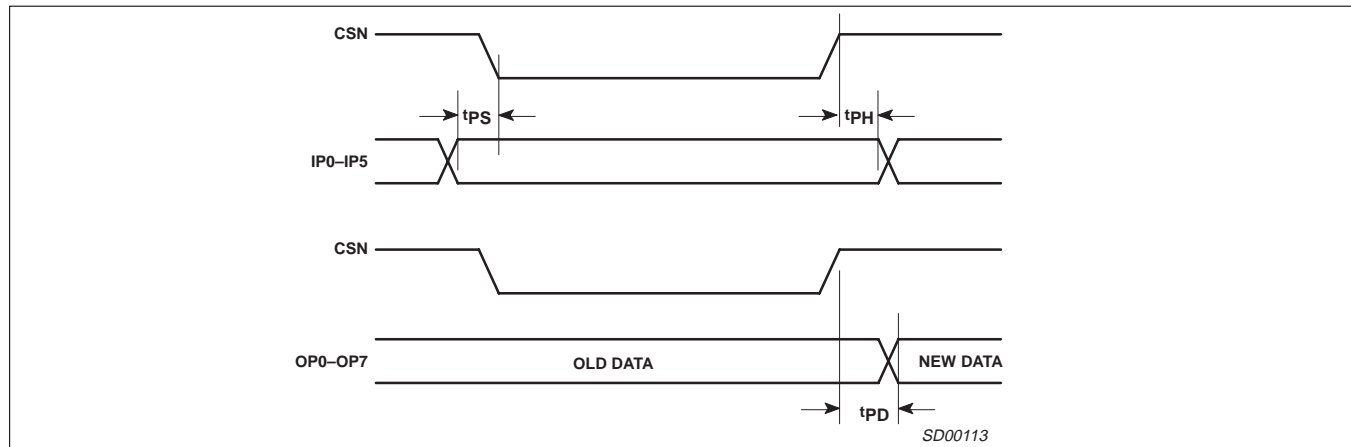 CSN
tPS
tPH
IP0–IP5
CSN
OP0–OP7
OLD DATA
NEW DATA
tPD
SD00113